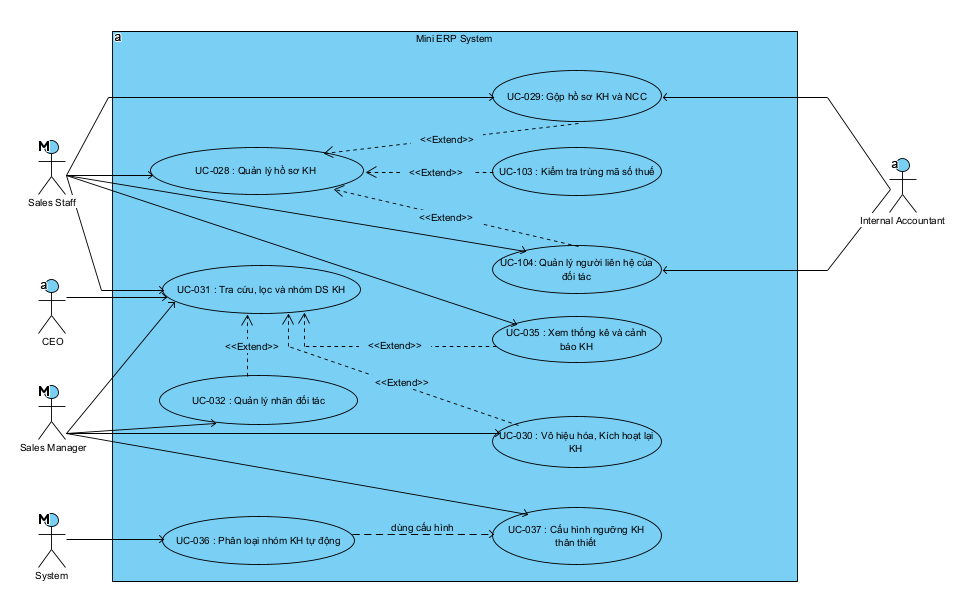 a
Mini ERP System
UC-029: Gộp hồ sơ KH và NCC
<<Extend>>
M
Sales Staff
UC-028 : Quản lý hồ sơ KH
<<Extend>>
UC-103: Kiểm tra trùng mã số thuế
a
Internal Accountant
<<Extend>>
UC-104: Quản lý người liên hệ của
đối tác
a
CEO
UC-031 : Tra cứu, lọc và nhóm DS KH
UC-035 : Xem thống kê và cảnh
báo KH
<<Extend>>
<<Extend>>
<<Extend>>
M
Sales Manager
UC-032 : Quản lý nhãn đối tác
UC-030 : Vô hiệu hóa, Kích hoạt lại
KH
M
System
UC-036 : Phân loại nhóm KH tự động
dùng cấu hình
UC-037 : Cấu hình ngưỡng KH
thân thiết